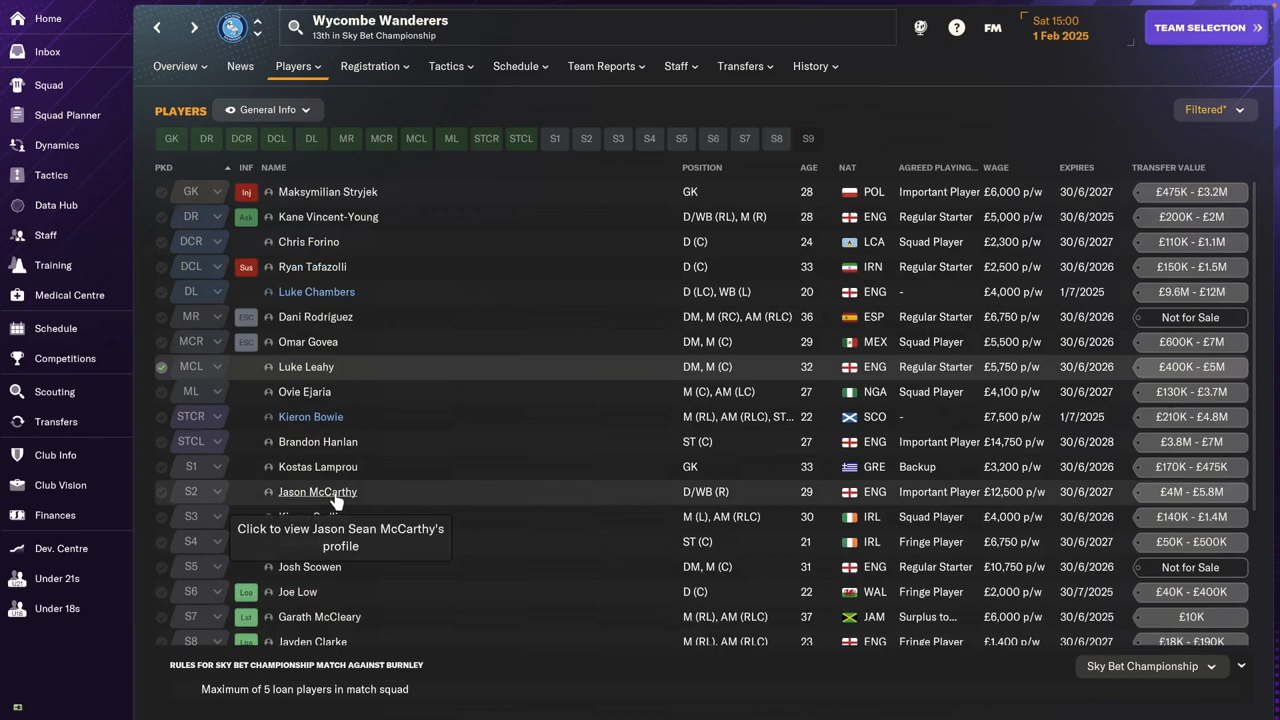 Home
Inbox
Squad
Squad Planner
Dynamics
Tactics
Data Hub
Staff
Training
Medical Centre
Schedule
Competitions
Scouting
Transfers
Club Info
Club Vision
Finances
Dev. Centre
Under 21s
Under 18s
Wycombe Wanderers
13th in Sky Bet Championship
? FM
Sat 15:00
1 Feb 2025
TEAM SELECTION
Overview News Players Registration Tactics Schedule Team Reports Staff Transfers History
PLAYERS General Info Filtered*
GK DR DCR DCL DL MR MCR MCL ML STCR STCL S1 S2 S3 S4 S5 S6 S7 S8 S9
PKD INF NAME POSITION AGE NAT AGREED PLAYING... WAGE EXPIRES TRANSFER VALUE
GK Inj Maksymilian Stryjek GK 28 POL Important Player £6,000 p/w 30/6/2027 £475K - £3.2M
DR Ask Kane Vincent-Young D/WB (RL), M (R) 28 ENG Regular Starter £5,000 p/w 30/6/2025 £200K - £2M
DCR Chris Forino D (C) 24 LCA Squad Player £2,300 p/w 30/6/2027 £110K - £1.1M
DCL Sus Ryan Tafazolli D (C) 33 IRN Regular Starter £2,500 p/w 30/6/2026 £150K - £1.5M
DL Luke Chambers D (LC), WB (L) 20 ENG - £4,000 p/w 1/7/2025 £9.6M - £12M
MR ESC Dani Rodríguez DM, M (RC), AM (RLC) 36 ESP Regular Starter £6,750 p/w 30/6/2026 Not for Sale
MCR ESC Omar Govea DM, M (C) 29 MEX Squad Player £5,500 p/w 30/6/2026 £600K - £7M
MCL Luke Leahy DM, M (C) 32 ENG Regular Starter £5,750 p/w 30/6/2026 £400K - £5M
ML Ovie Ejaria M (C), AM (LC) 27 NGA Squad Player £4,000 p/w 30/6/2026 £130K - £3.7M
STCR Kieron Bowie M (RL), AM (RLC), ST... 22 SCO - £7,500 p/w 1/7/2025 £210K - £4.8M
STCL Brandon Hanlan ST (C) 27 ENG Important Player £14,750 p/w 30/6/2028 £3.8M - £7M
S1 Kostas Lamprou GK 33 GRE Backup £3,200 p/w 30/6/2026 £170K - £475K
S2 Jason McCarthy D/WB (R) 29 ENG Important Player £12,500 p/w 30/6/2027 £4M - £5.8M
S3 M (L), AM (RLC) 30 IRL Squad Player £4,000 p/w 30/6/2026 £140K - £1.4M
Click to view Jason Sean McCarthy's
profile
S4 ST (C) 21 IRL Fringe Player £6,750 p/w 30/6/2026 £50K - £500K
S5 Josh Scowen DM, M (C) 31 ENG Regular Starter £10,750 p/w 30/6/2026 Not for Sale
S6 Loa Joe Low D (C) 22 WAL Fringe Player £2,000 p/w 30/7/2025 £40K - £400K
S7 Lst Garath McCleary M (RL), AM (RLC) 37 JAM Surplus to... £6,000 p/w 30/6/2025 £10K
S8 Loa Jayden Clarke M (RL), AM (RLC) 23 ENG Fringe Player £1,400 p/w 30/6/2027 £18K - £190K
RULES FOR SKY BET CHAMPIONSHIP MATCH AGAINST BURNLEY
Sky Bet Championship
Maximum of 5 loan players in match squad